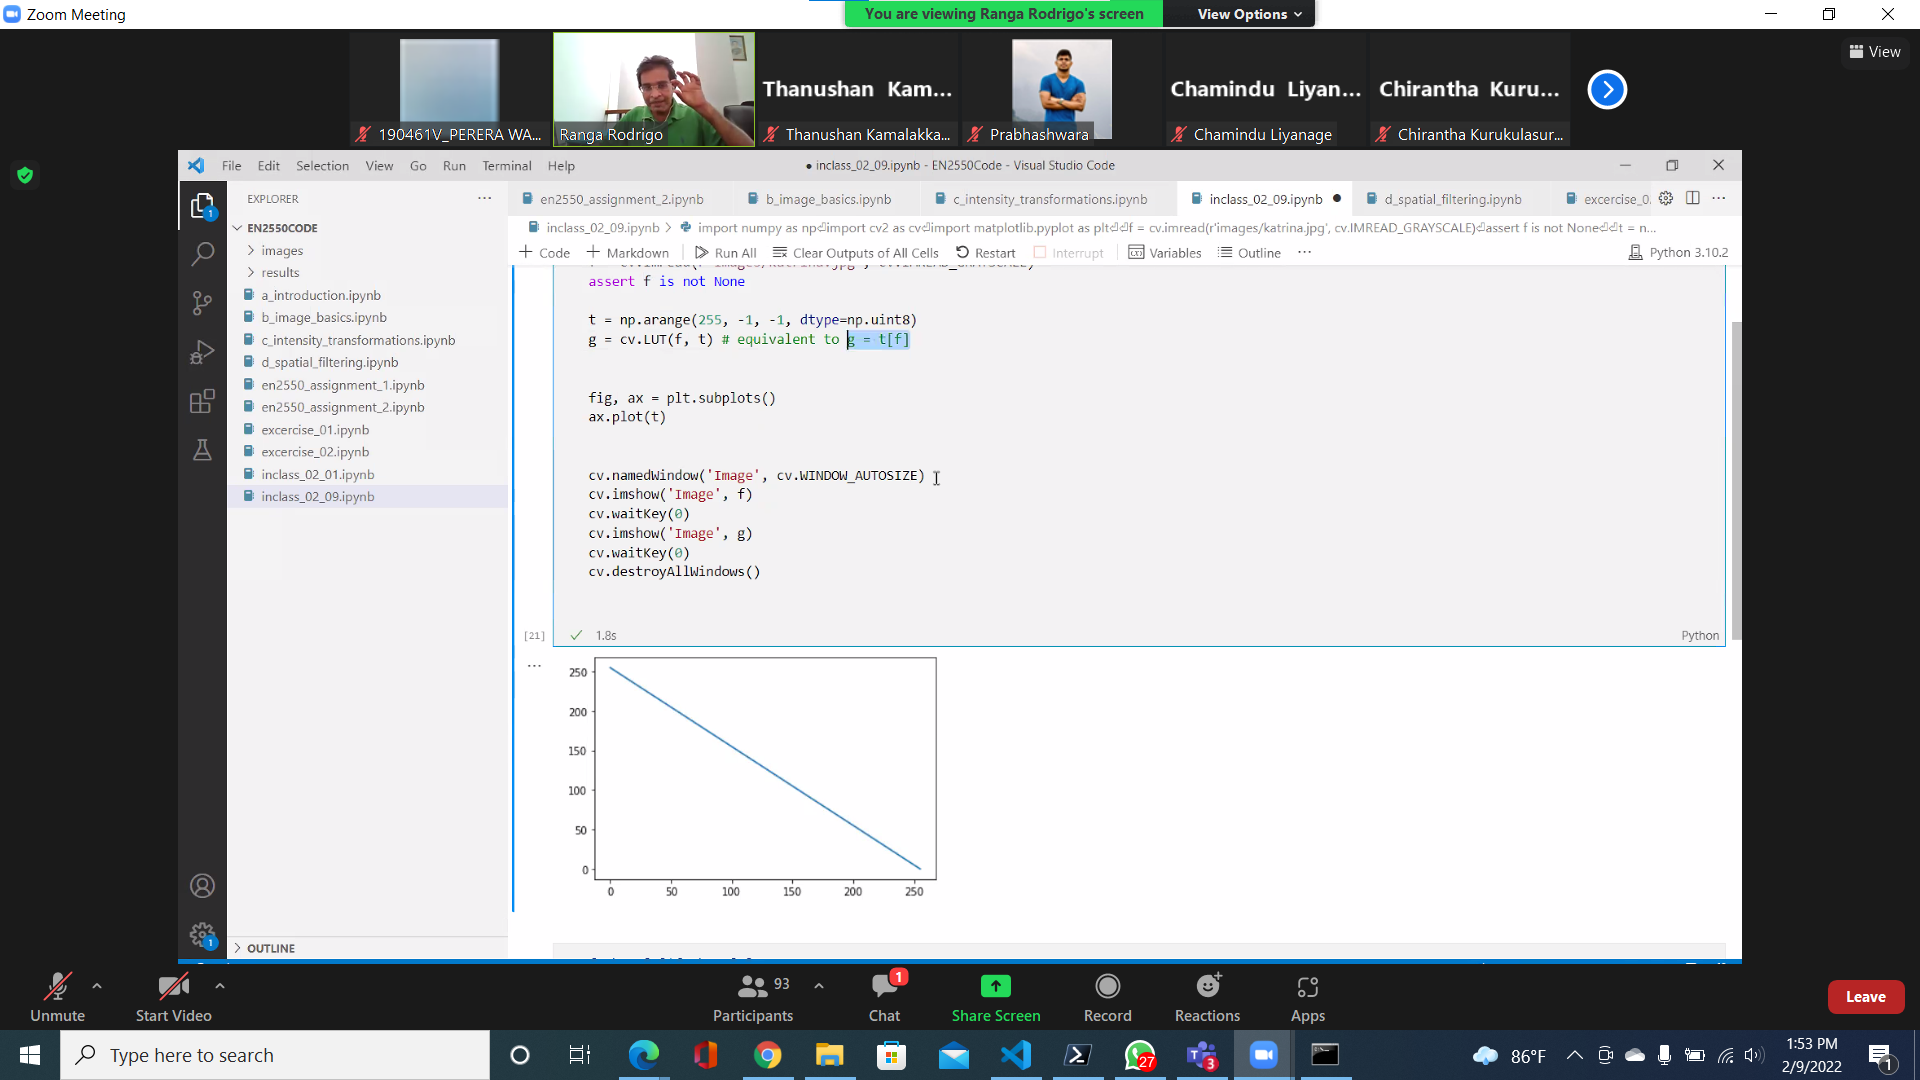 Zoom Meeting
You are viewing Ranga Rodrigo's screen
View Options
View
190461V_PERERA WA...
Ranga Rodrigo
Thanushan Kam...
Thanushan Kamalakka...
Prabhashwara
Chamindu Liyan...
Chamindu Liyanage
Chirantha Kuru...
Chirantha Kurukulasur...
File Edit Selection View Go Run Terminal Help
● inclass_02_09.ipynb - EN2550Code - Visual Studio Code
EXPLORER
en2550_assignment_2.ipynb
b_image_basics.ipynb
c_intensity_transformations.ipynb
inclass_02_09.ipynb ●
d_spatial_filtering.ipynb
excercise_0
EN2550CODE
inclass_02_09.ipynb > import numpy as np⏎import cv2 as cv⏎import matplotlib.pyplot as plt⏎⏎f = cv.imread(r'images/katrina.jpg', cv.IMREAD_GRAYSCALE)⏎assert f is not None⏎⏎t = n...
+ Code + Markdown Run All Clear Outputs of All Cells Restart Interrupt Variables Outline ...
Python 3.10.2
images
results
a_introduction.ipynb
b_image_basics.ipynb
c_intensity_transformations.ipynb
d_spatial_filtering.ipynb
en2550_assignment_1.ipynb
en2550_assignment_2.ipynb
excercise_01.ipynb
excercise_02.ipynb
inclass_02_01.ipynb
inclass_02_09.ipynb
OUTLINE
assert f is not None
t = np.arange(255, -1, -1, dtype=np.uint8)
g = cv.LUT(f, t) # equivalent to g = t[f]
fig, ax = plt.subplots()
ax.plot(t)
cv.namedWindow('Image', cv.WINDOW_AUTOSIZE)
cv.imshow('Image', f)
cv.waitKey(0)
cv.imshow('Image', g)
cv.waitKey(0)
cv.destroyAllWindows()
[21]
1.8s
Python
250
200
150
100
50
0
0 50 100 150 200 250
1
1
Unmute
Start Video
93
Participants
1
Chat
Share Screen
Record
Reactions
Apps
Leave
Type here to search
27
3
86°F
1:53 PM
2/9/2022
1